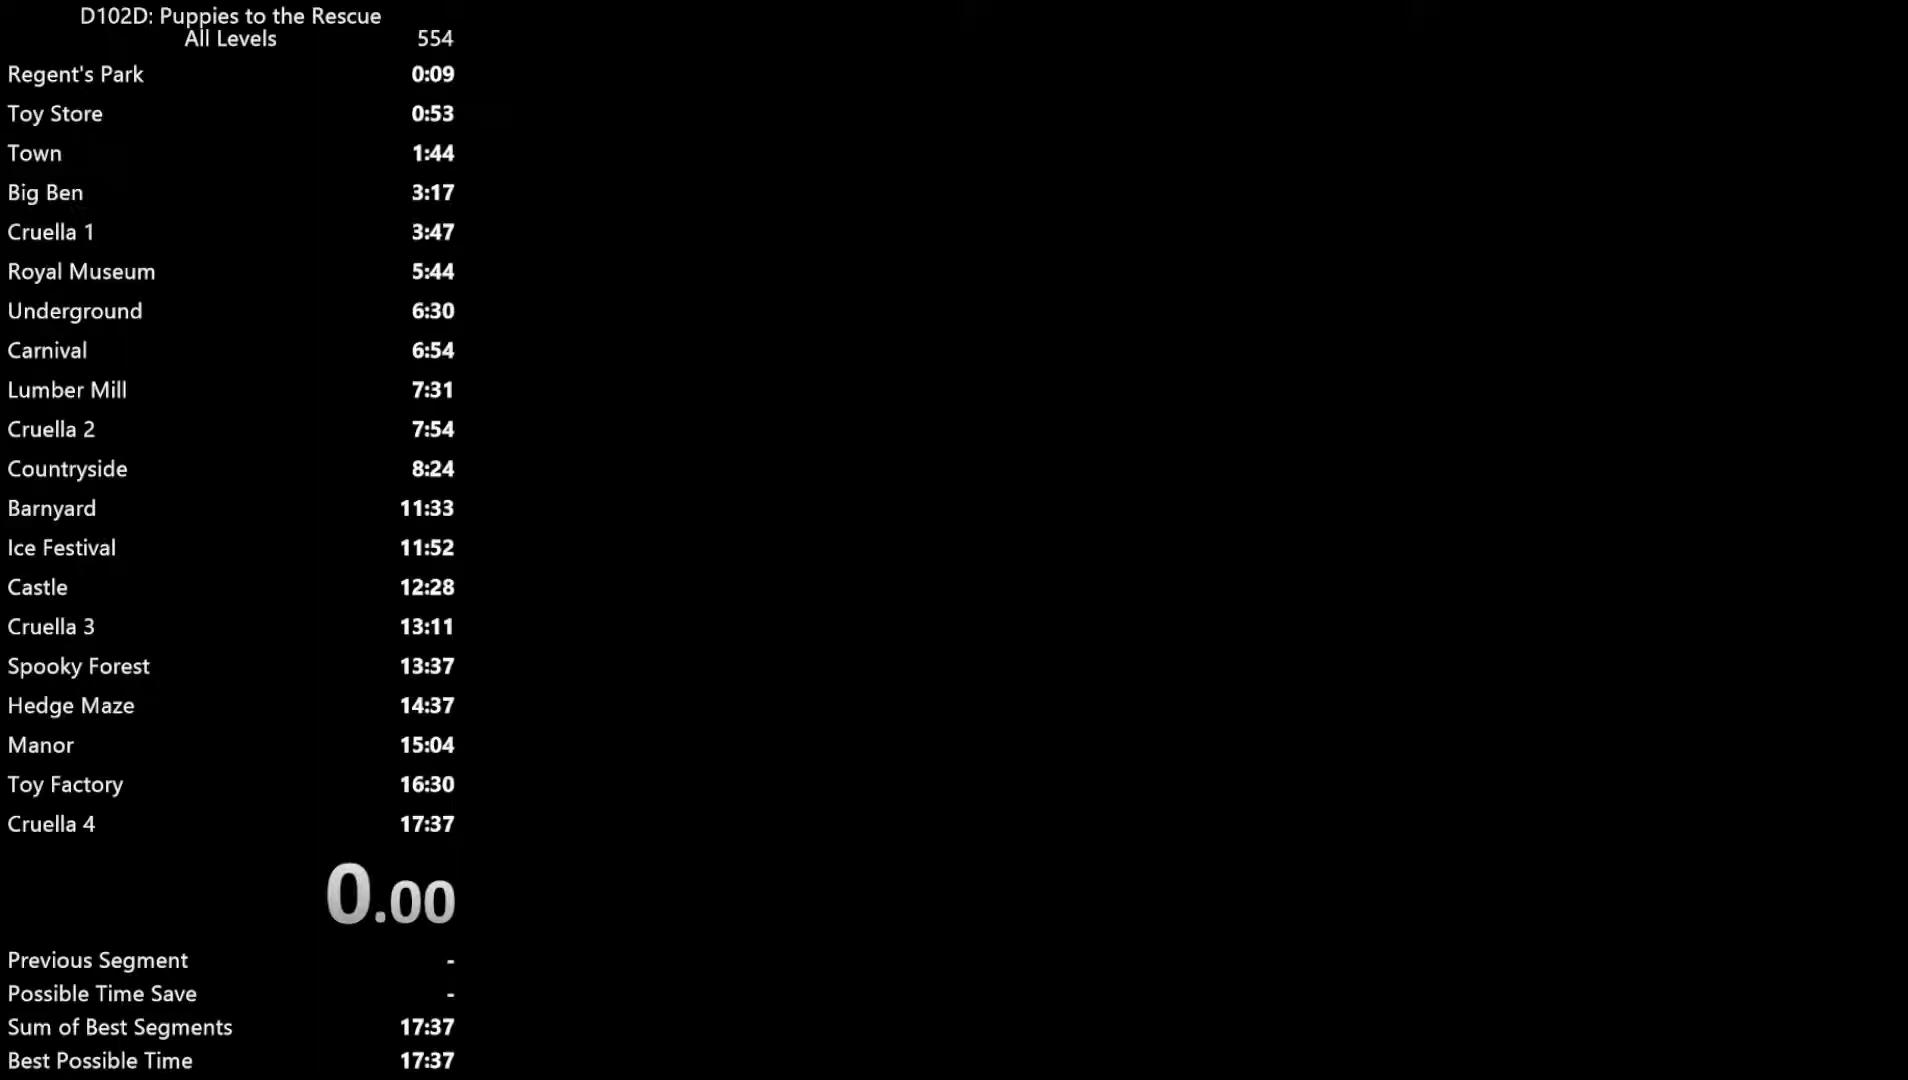 D102D: Puppies to the Rescue
All Levels 554
Regent's Park 0:09
Toy Store 0:53
Town 1:44
Big Ben 3:17
Cruella 1 3:47
Royal Museum 5:44
Underground 6:30
Carnival 6:54
Lumber Mill 7:31
Cruella 2 7:54
Countryside 8:24
Barnyard 11:33
Ice Festival 11:52
Castle 12:28
Cruella 3 13:11
Spooky Forest 13:37
Hedge Maze 14:37
Manor 15:04
Toy Factory 16:30
Cruella 4 17:37
0.00
Previous Segment -
Possible Time Save -
Sum of Best Segments 17:37
Best Possible Time 17:37